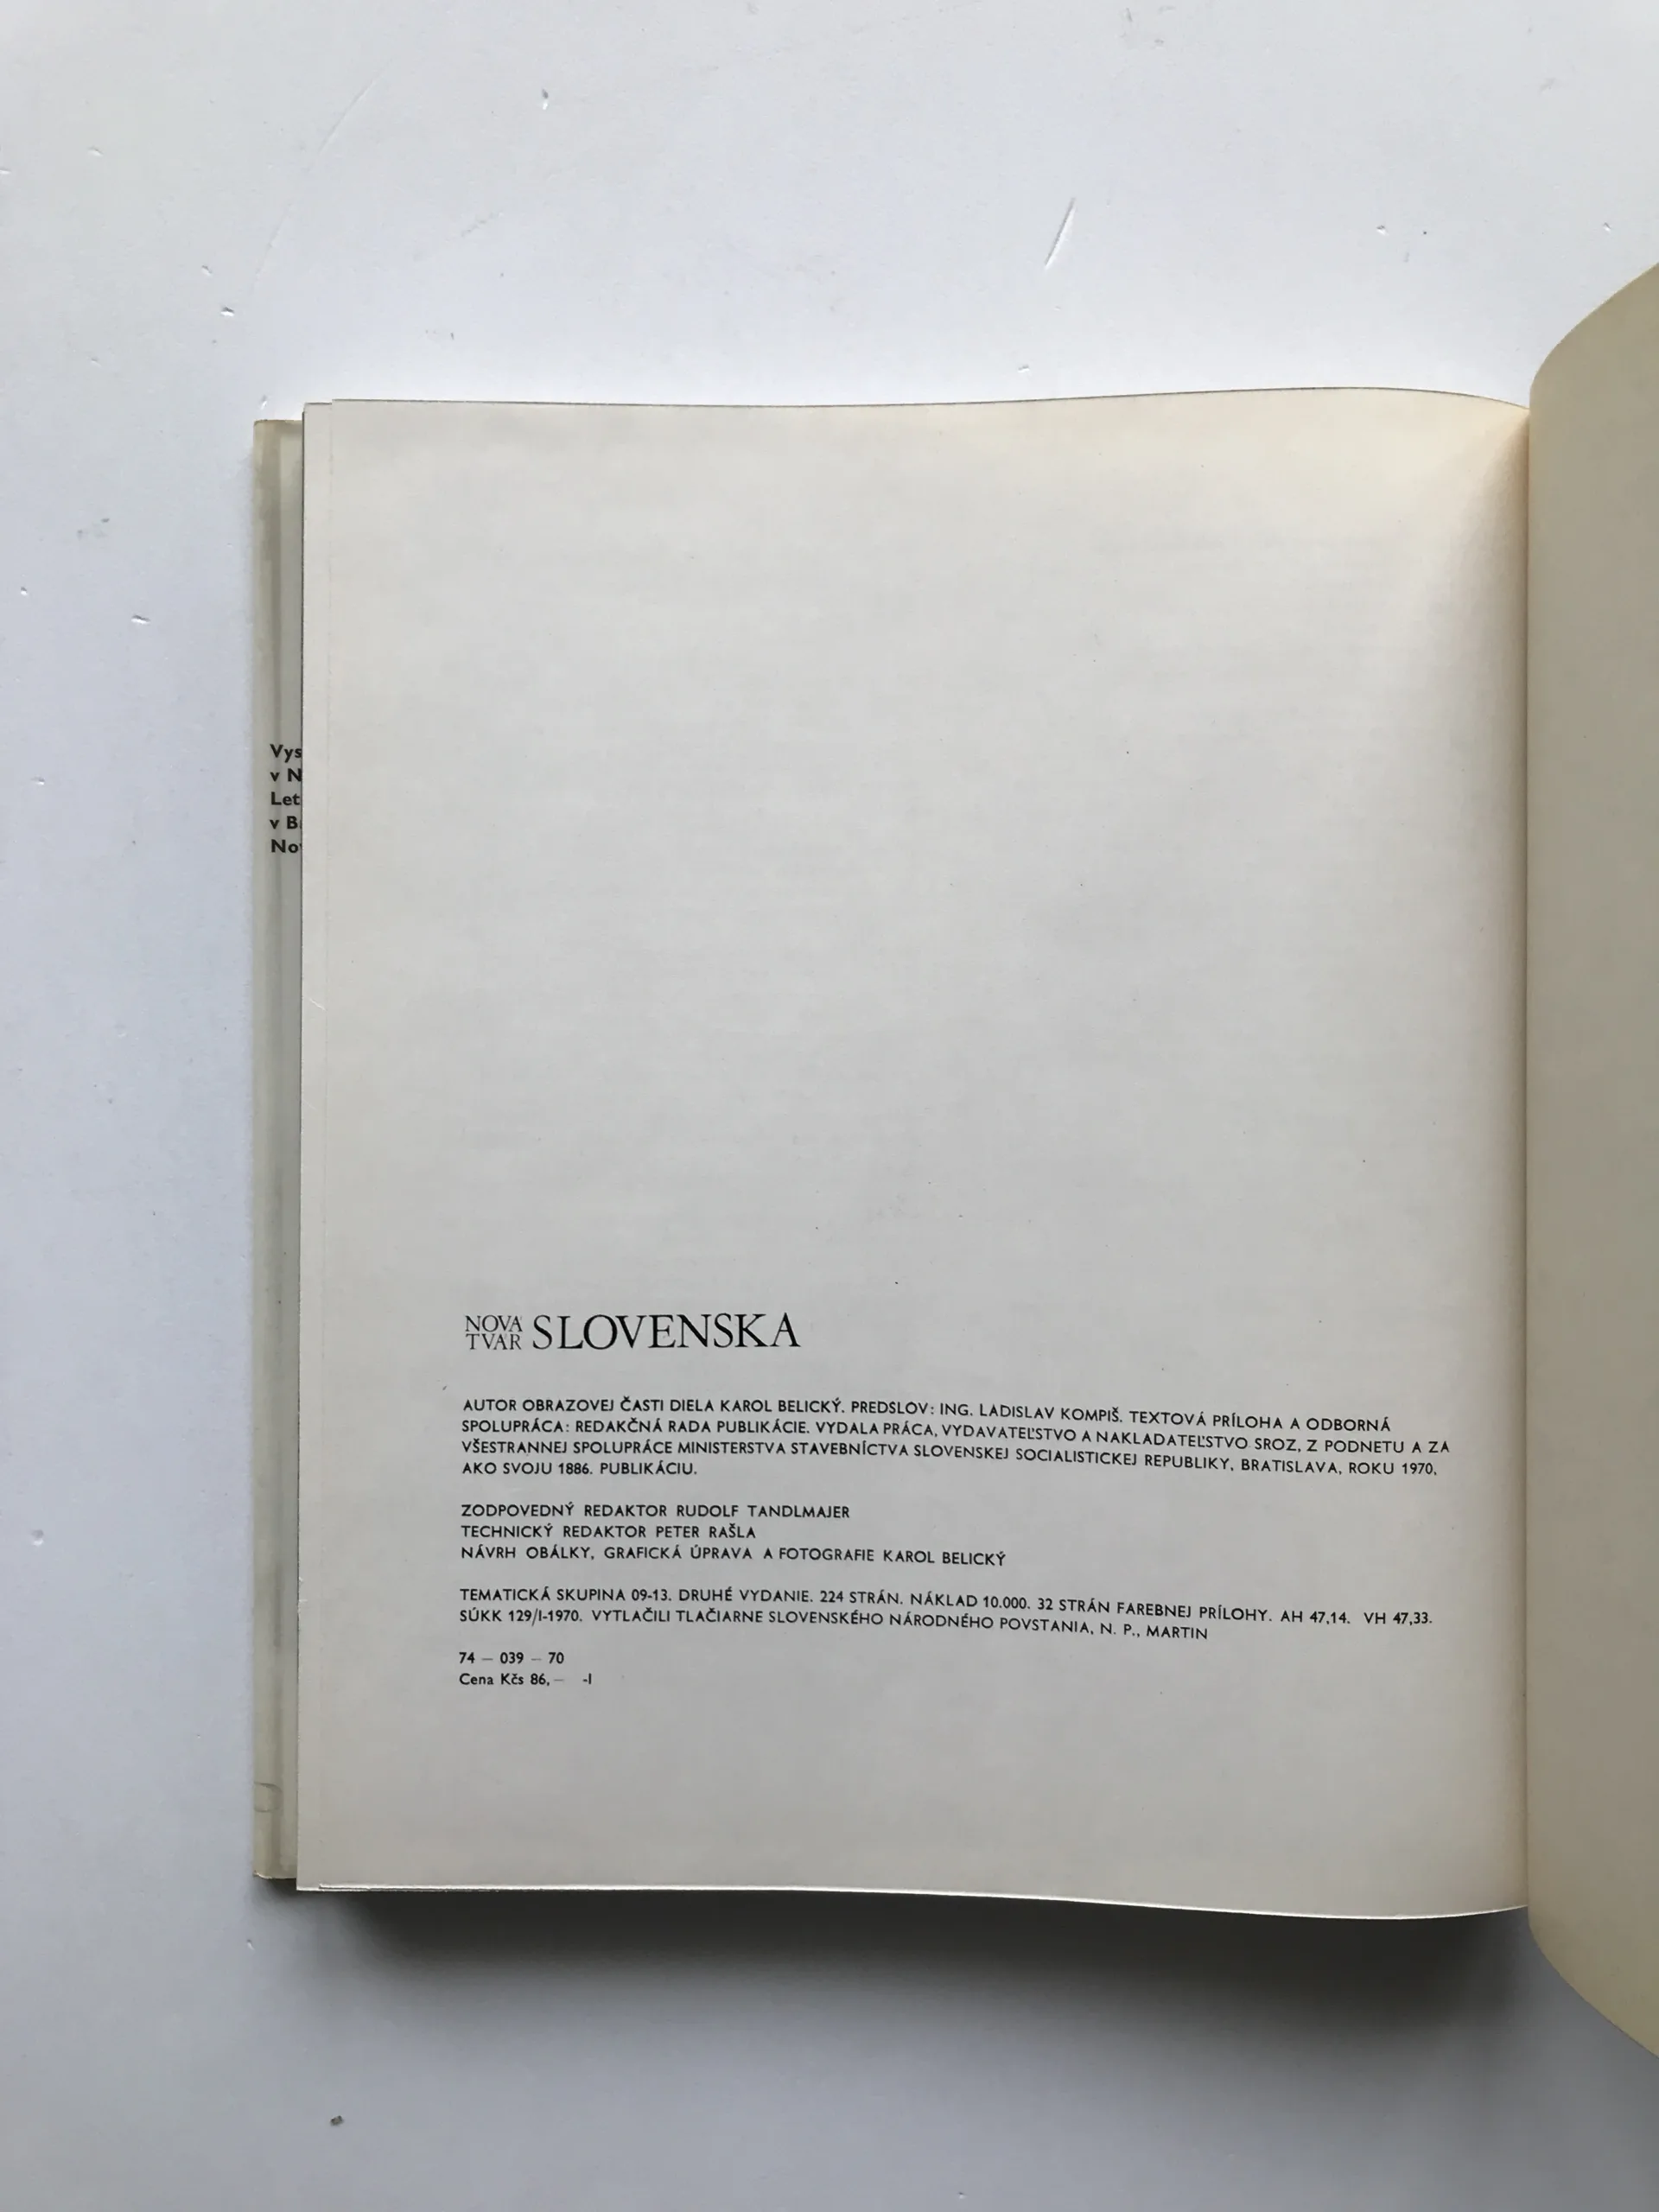 Vys
v N
Let
v B
Nov
NOVÁ
TVÁR SLOVENSKA
AUTOR OBRAZOVEJ ČASTI DIELA KAROL BELICKÝ. PREDSLOV: ING. LADISLAV KOMPIŠ. TEXTOVÁ PRÍLOHA A ODBORNÁ
SPOLUPRÁCA: REDAKČNÁ RADA PUBLIKÁCIE. VYDALA PRÁCA, VYDAVATEĽSTVO A NAKLADATEĽSTVO SROZ, Z PODNETU A ZA
VŠESTRANNEJ SPOLUPRÁCE MINISTERSTVA STAVEBNÍCTVA SLOVENSKEJ SOCIALISTICKEJ REPUBLIKY, BRATISLAVA, ROKU 1970,
AKO SVOJU 1886. PUBLIKÁCIU.
ZODPOVEDNÝ REDAKTOR RUDOLF TANDLMAJER
TECHNICKÝ REDAKTOR PETER RAŠLA
NÁVRH OBÁLKY, GRAFICKÁ ÚPRAVA A FOTOGRAFIE KAROL BELICKÝ
TEMATICKÁ SKUPINA 09-13. DRUHÉ VYDANIE. 224 STRÁN. NÁKLAD 10.000. 32 STRÁN FAREBNEJ PRÍLOHY. AH 47,14. VH 47,33.
SÚKK 129/I-1970. VYTLAČILI TLAČIARNE SLOVENSKÉHO NÁRODNÉHO POVSTANIA, N. P., MARTIN
74 — 039 — 70
Cena Kčs 86,— -I